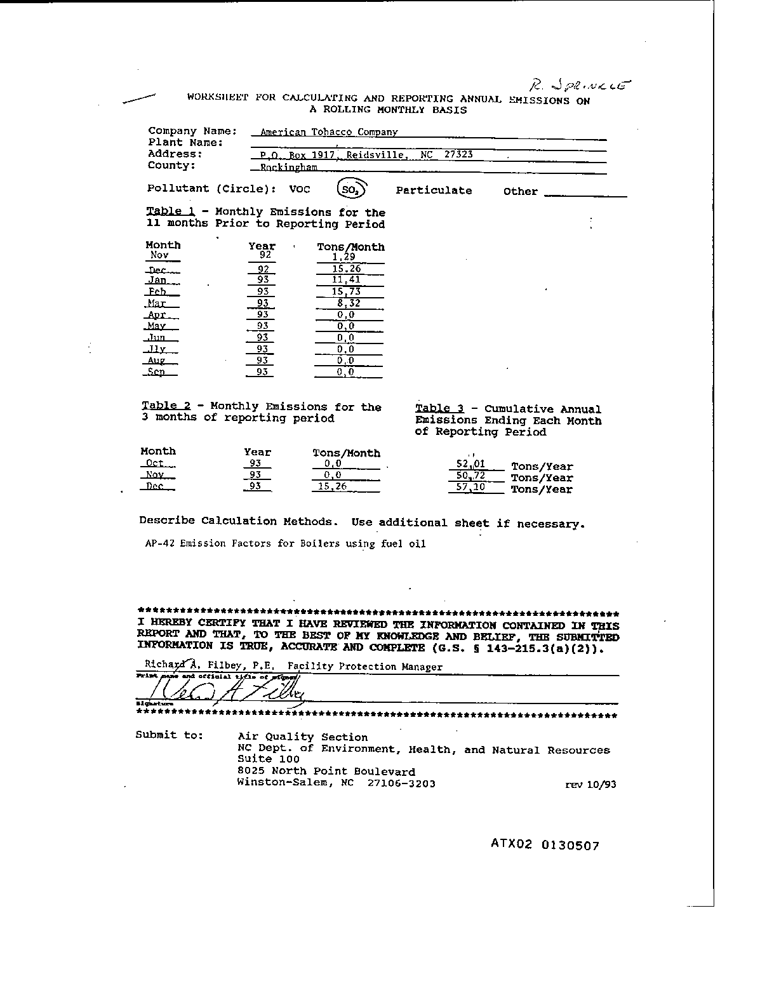 R. SPRINKLE
WORKSHEET FOR CALCULATING AND REPORTING ANNUAL EMISSIONS ON
A ROLLING MONTHLY BASIS
Company Name: American Tobacco Company
Plant Name:
Address: P.O. Box 1917, Reidsville, NC 27323
County: Rockingham
Pollutant (Circle): VOC SO₂ Particulate Other
Table 1 - Monthly Emissions for the
11 months Prior to Reporting Period
Month Year Tons/Month
Nov 92 1.29
Dec 92 15.26
Jan 93 11,41
Feb 93 15,73
Mar 93 8,32
Apr 93 0,0
May 93 0,0
Jun 93 0,0
Jly 93 0,0
Aug 93 0,0
Sep 93 0,0
Table 2 - Monthly Emissions for the
3 months of reporting period
Table 3 - Cumulative Annual
Emissions Ending Each Month
of Reporting Period
Month Year Tons/Month
Oct 93 0,0 52,01 Tons/Year
Nov 93 0,0 50,72 Tons/Year
Dec 93 15,26 57,10 Tons/Year
Describe Calculation Methods. Use additional sheet if necessary.
AP-42 Emission Factors for Boilers using fuel oil
*********************************************************************
I HEREBY CERTIFY THAT I HAVE REVIEWED THE INFORMATION CONTAINED IN THIS
REPORT AND THAT, TO THE BEST OF MY KNOWLEDGE AND BELIEF, THE SUBMITTED
INFORMATION IS TRUE, ACCURATE AND COMPLETE (G.S. § 143-215.3(a)(2)).
Richard A. Filbey, P.E. Facility Protection Manager
Print name and official title of signer
Signature
*********************************************************************
Submit to: Air Quality Section
NC Dept. of Environment, Health, and Natural Resources
Suite 100
8025 North Point Boulevard
Winston-Salem, NC 27106-3203 rev 10/93
ATX02 0130507